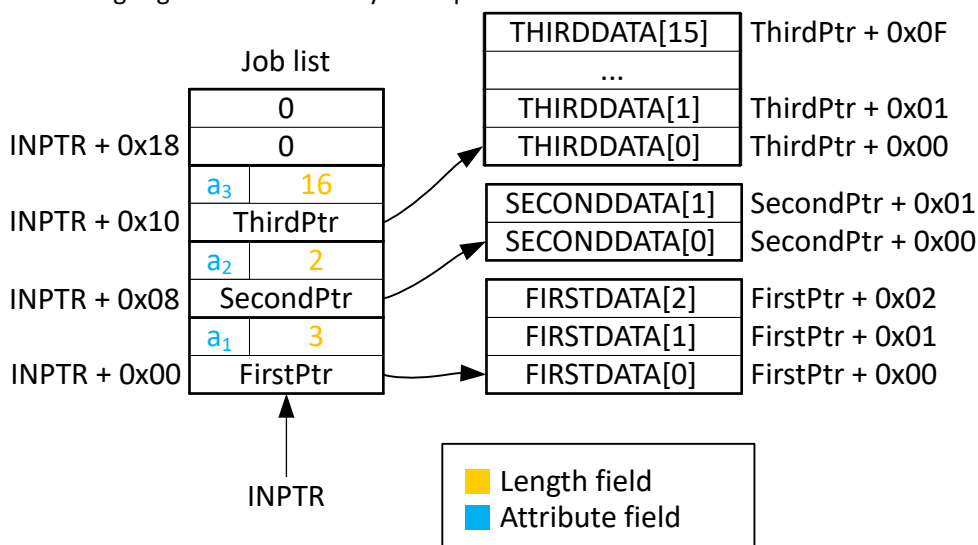 Job list
0
INPTR + 0x18 0
a3 16
INPTR + 0x10 ThirdPtr
a2 2
INPTR + 0x08 SecondPtr
a1 3
INPTR + 0x00 FirstPtr
INPTR
THIRDDATA[15] ThirdPtr + 0x0F
...
THIRDDATA[1] ThirdPtr + 0x01
THIRDDATA[0] ThirdPtr + 0x00
SECONDDATA[1] SecondPtr + 0x01
SECONDDATA[0] SecondPtr + 0x00
FIRSTDATA[2] FirstPtr + 0x02
FIRSTDATA[1] FirstPtr + 0x01
FIRSTDATA[0] FirstPtr + 0x00
Length field
Attribute field